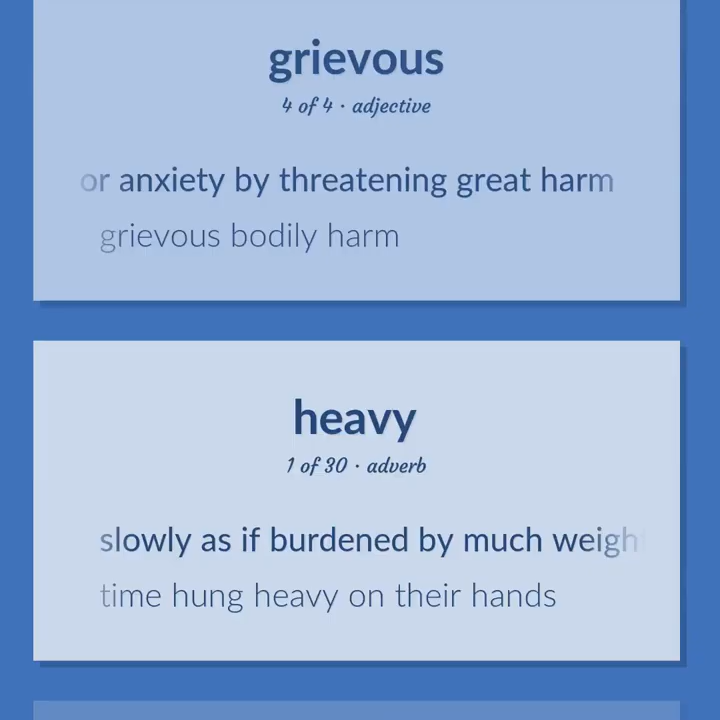 grievous
4 of 4 · adjective
or anxiety by threatening great harm
grievous bodily harm
heavy
1 of 30 · adverb
slowly as if burdened by much weight
time hung heavy on their hands